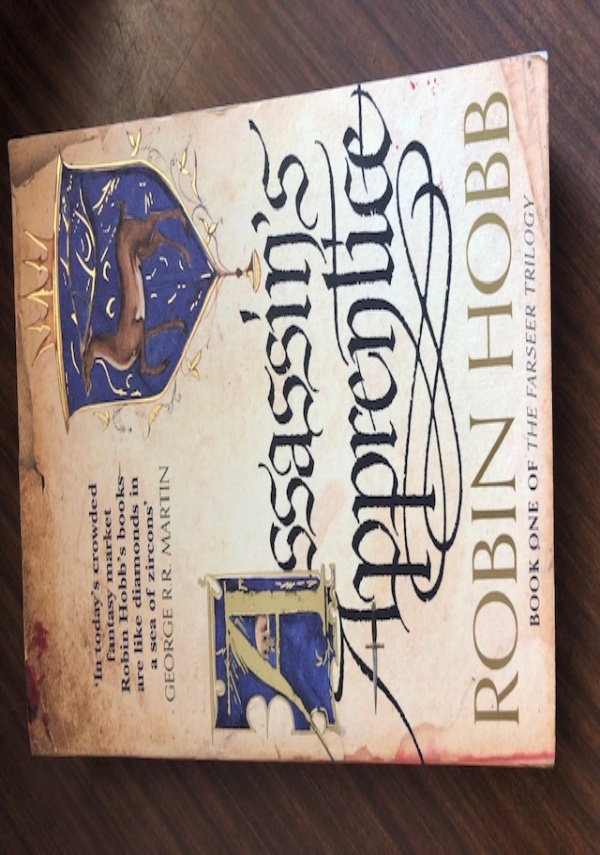 'In today's crowded
fantasy market
Robin Hobb's books
are like diamonds in
a sea of zircons'
GEORGE R.R. MARTIN
Assassin's
Apprentice
ROBIN HOBB
BOOK ONE OF THE FARSEER TRILOGY